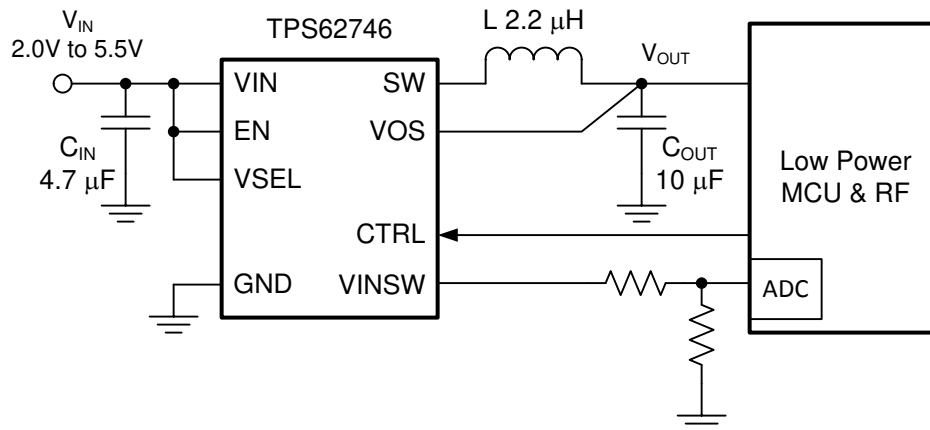 V_IN
2.0V to 5.5V
TPS62746
L 2.2 μH
V_OUT
VIN
SW
EN
VOS
C_IN
4.7 μF
VSEL
C_OUT
10 μF
Low Power
MCU & RF
CTRL
GND
VINSW
ADC